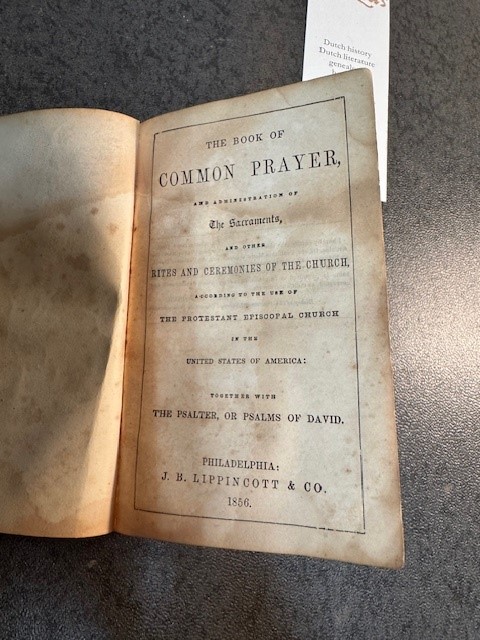 Dutch history
Dutch literature
THE BOOK OF
COMMON PRAYER,
AND ADMINISTRATION OF
The Sacraments,
AND OTHER
RITES AND CEREMONIES OF THE CHURCH,
ACCORDING TO THE USE OF
THE PROTESTANT EPISCOPAL CHURCH
IN THE
UNITED STATES OF AMERICA:
TOGETHER WITH
THE PSALTER, OR PSALMS OF DAVID.
PHILADELPHIA:
J. B. LIPPINCOTT & CO.
1856.